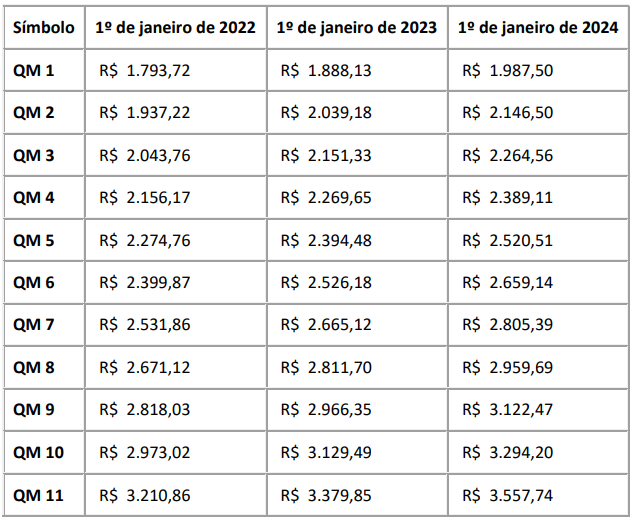 Símbolo 1º de janeiro de 2022 1º de janeiro de 2023 1º de janeiro de 2024
QM 1 R$ 1.793,72 R$ 1.888,13 R$ 1.987,50
QM 2 R$ 1.937,22 R$ 2.039,18 R$ 2.146,50
QM 3 R$ 2.043,76 R$ 2.151,33 R$ 2.264,56
QM 4 R$ 2.156,17 R$ 2.269,65 R$ 2.389,11
QM 5 R$ 2.274,76 R$ 2.394,48 R$ 2.520,51
QM 6 R$ 2.399,87 R$ 2.526,18 R$ 2.659,14
QM 7 R$ 2.531,86 R$ 2.665,12 R$ 2.805,39
QM 8 R$ 2.671,12 R$ 2.811,70 R$ 2.959,69
QM 9 R$ 2.818,03 R$ 2.966,35 R$ 3.122,47
QM 10 R$ 2.973,02 R$ 3.129,49 R$ 3.294,20
QM 11 R$ 3.210,86 R$ 3.379,85 R$ 3.557,74